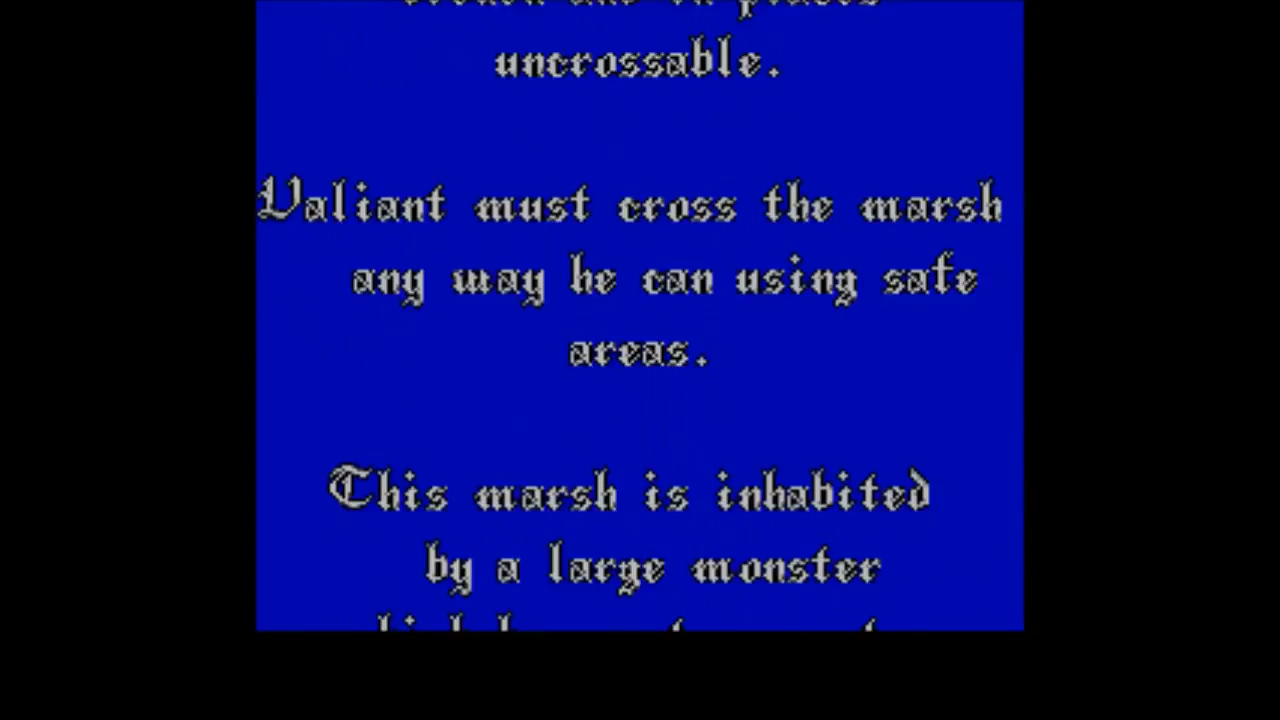 uncrossable.
Valiant must cross the marsh
any way he can using safe
areas.
This marsh is inhabited
by a large monster